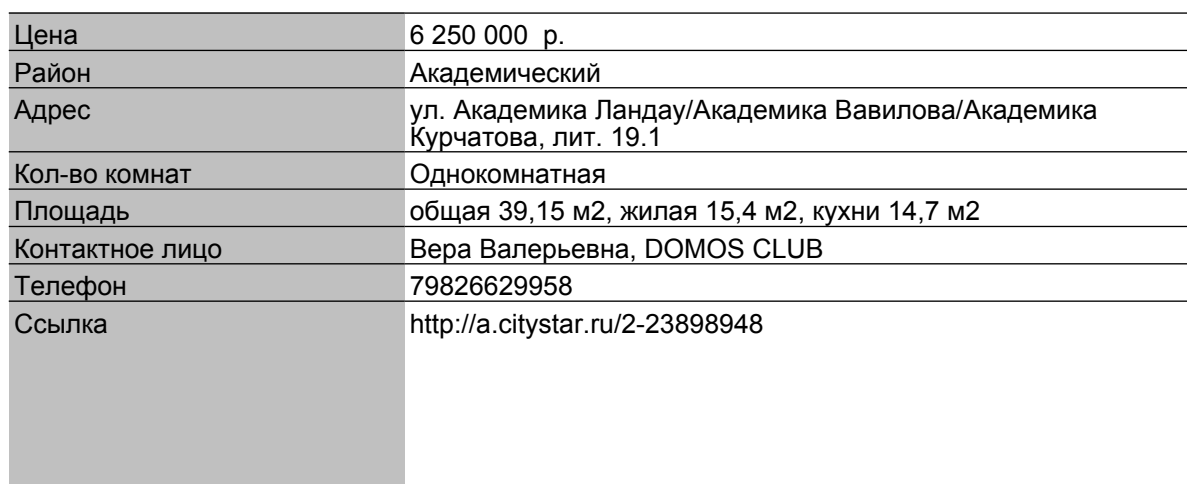 Цена 6 250 000 р.
Район Академический
Адрес ул. Академика Ландау/Академика Вавилова/Академика
Курчатова, лит. 19.1
Кол-во комнат Однокомнатная
Площадь общая 39,15 м2, жилая 15,4 м2, кухни 14,7 м2
Контактное лицо Вера Валерьевна, DOMOS CLUB
Телефон 79826629958
Ссылка http://a.citystar.ru/2-23898948